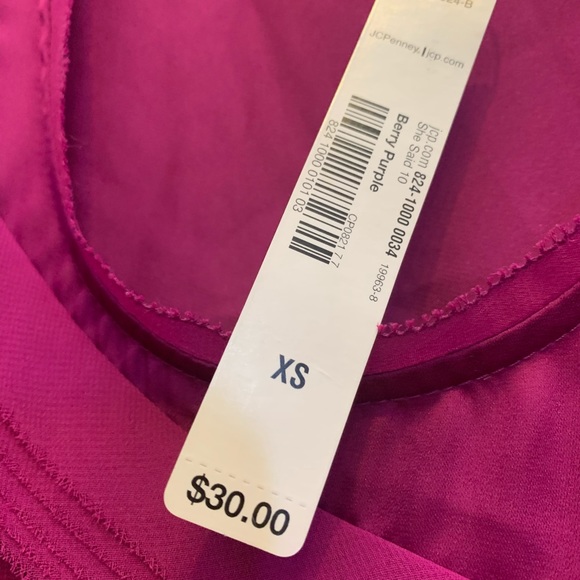 24-B
JCPenney. jcp.com
jcp.com 824-1000 0034
She Said 10
19963-8
Berry Purple
824 1000 0101 03
CP0821 7 7
XS
$30.00